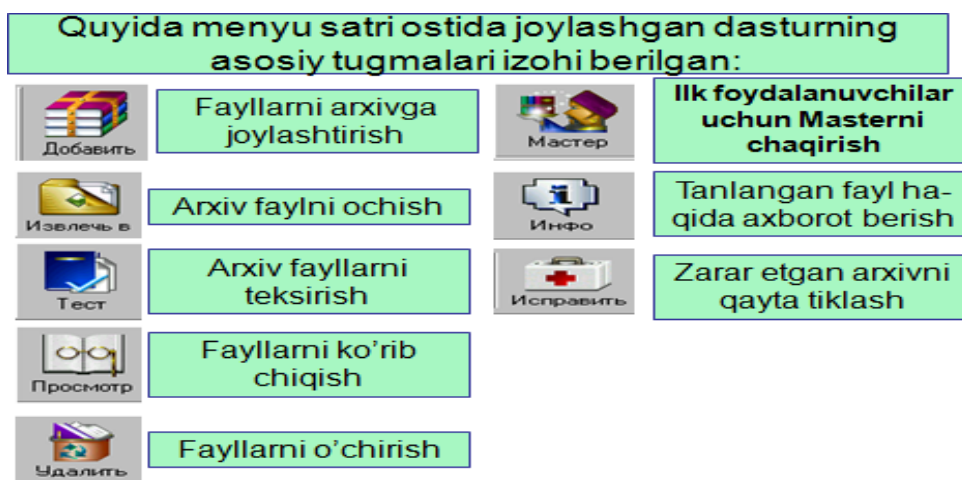 Quyida menyu satri ostida joylashgan dasturning
asosiy tugmalari izohi berilgan:
Добавить
Fayllarni arxivga
joylashtirish
Мастер
Ilk foydalanuvchilar
uchun Masterni
chaqirish
Извлечь в
Arxiv faylni ochish
Инфо
Tanlangan fayl ha-
qida axborot berish
Тест
Arxiv fayllarni
teksirish
Исправить
Zarar etgan arxivni
qayta tiklash
Просмотр
Fayllarni ko’rib
chiqish
Удалить
Fayllarni o’chirish